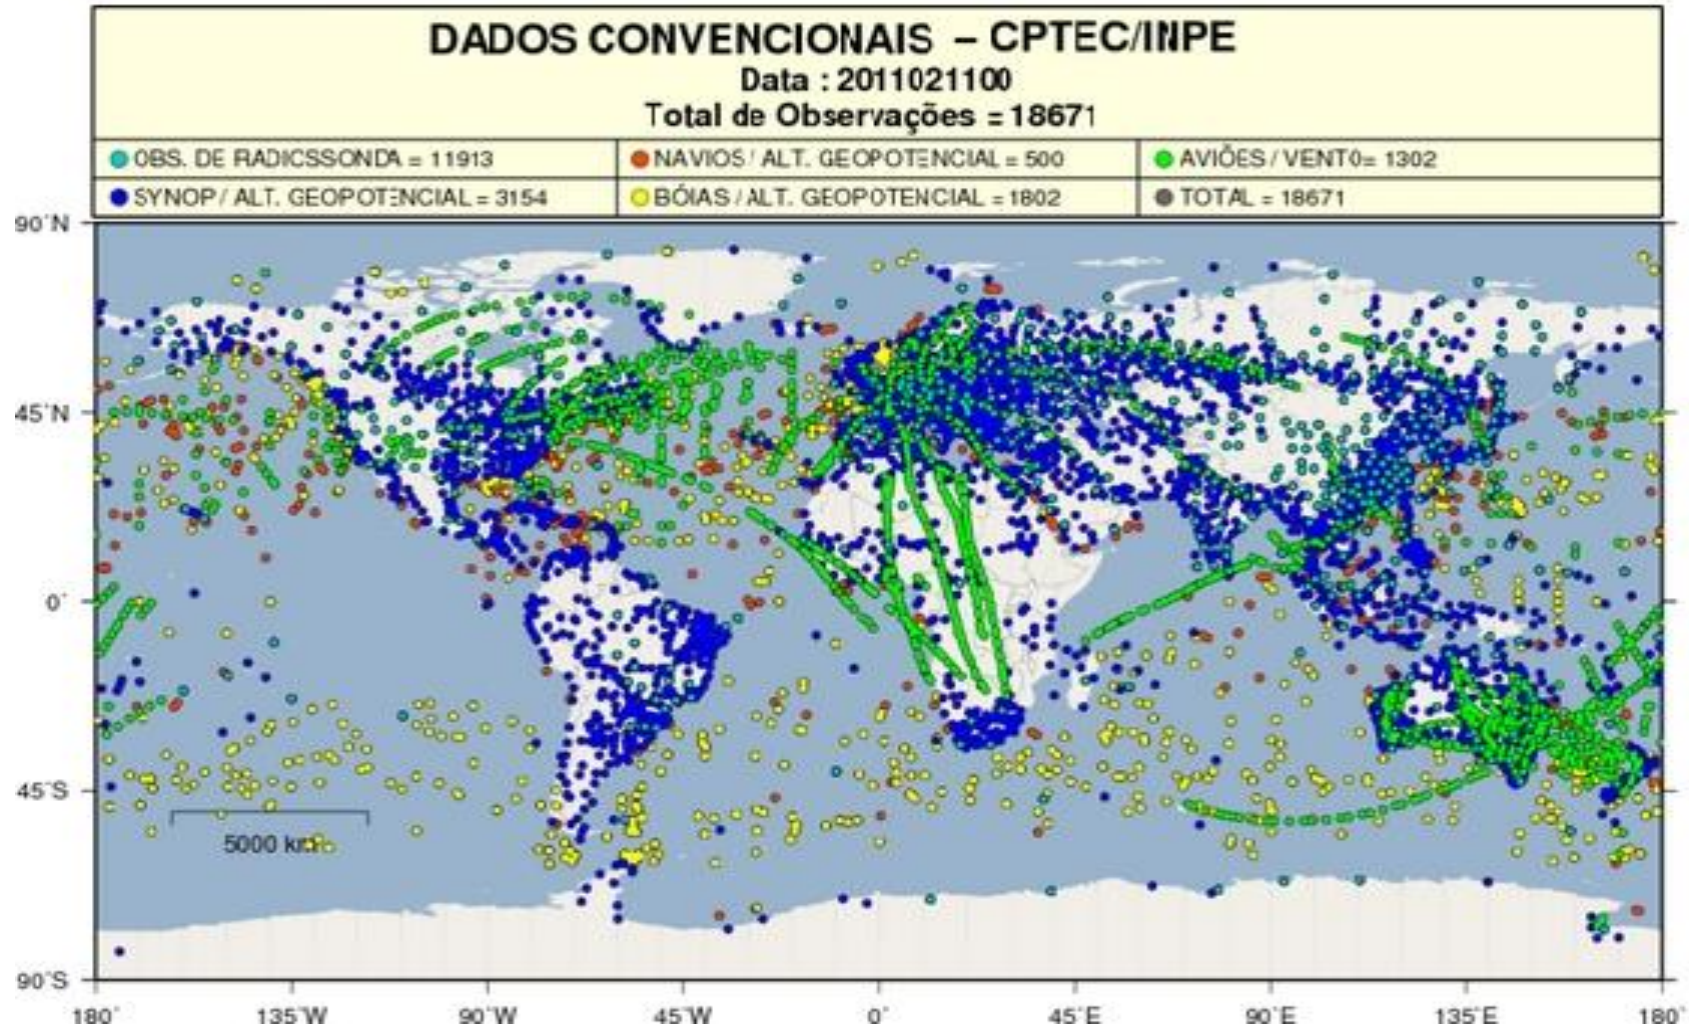 DADOS CONVENCIONAIS – CPTEC/INPE
Data : 2011021100
Total de Observações = 18671
OBS. DE RADICSSONDA = 11913
NAVIOS / ALT. GEOPOTENCIAL = 500
AVIÕES / VENTO= 1302
SYNOP / ALT. GEOPOTENCIAL = 3154
BÓIAS / ALT. GEOPOTENCIAL = 1802
TOTAL = 18671
90°N
45°N
0°
45°S
90°S
5000 km
180° 135°W 90°W 45°W 0° 45°E 90°E 135°E 180°